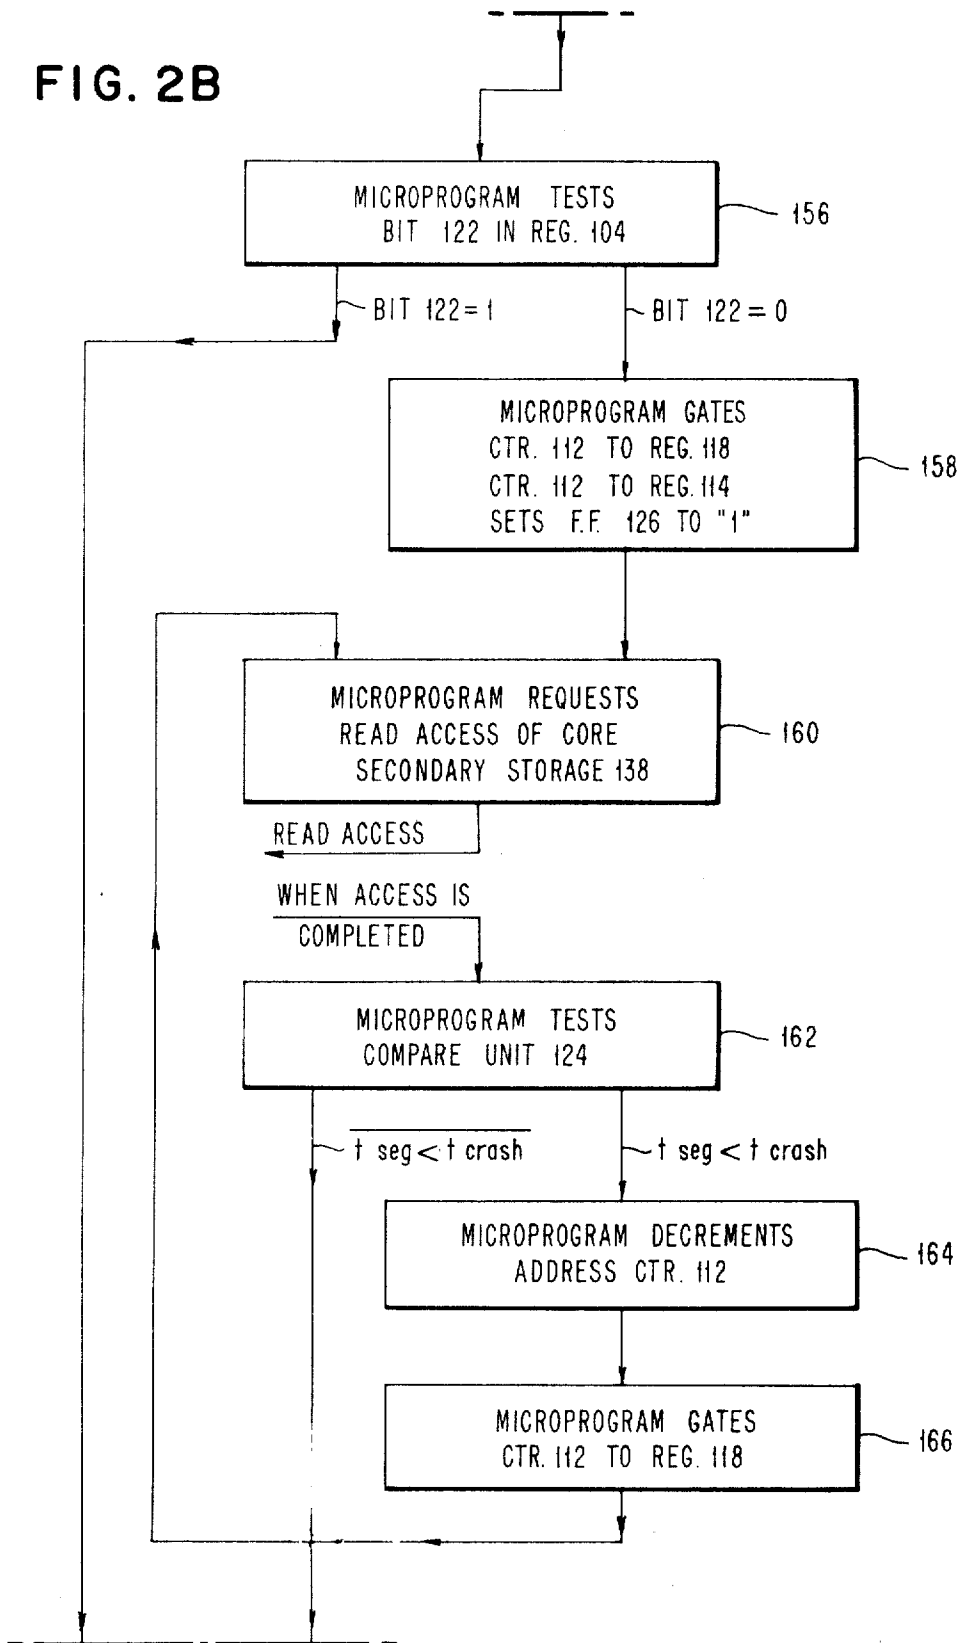 FIG. 2B
MICROPROGRAM TESTS
BIT 122 IN REG. 104
156
BIT 122 = 1
BIT 122 = 0
MICROPROGRAM GATES
CTR. 112 TO REG. 118
CTR. 112 TO REG. 114
SETS F.F. 126 TO "1"
158
MICROPROGRAM REQUESTS
READ ACCESS OF CORE
SECONDARY STORAGE 138
160
READ ACCESS
WHEN ACCESS IS
COMPLETED
MICROPROGRAM TESTS
COMPARE UNIT 124
162
t seg < t crash
t seg < t crash
MICROPROGRAM DECREMENTS
ADDRESS CTR. 112
164
MICROPROGRAM GATES
CTR. 112 TO REG. 118
166